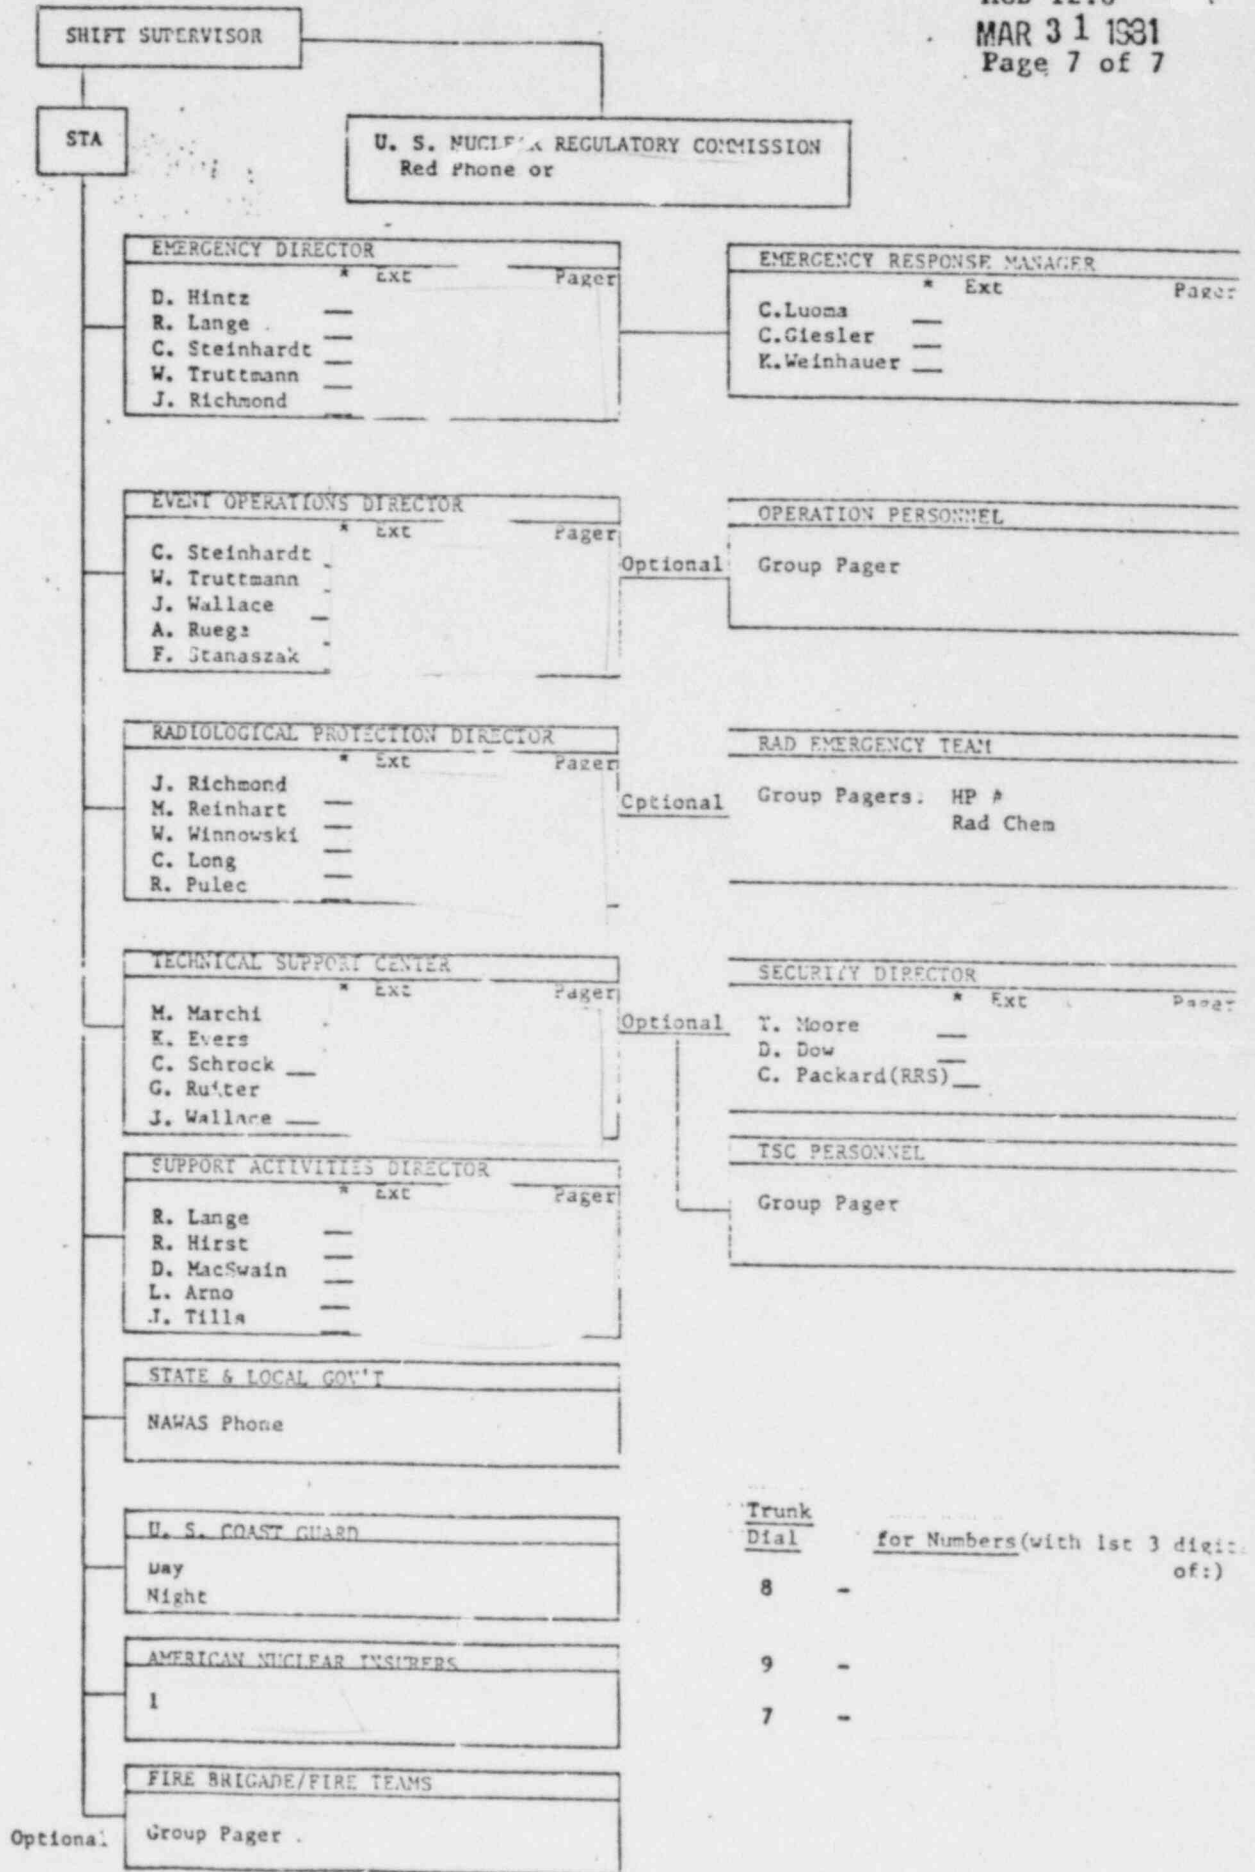 MAR 31 1981
Page 7 of 7
SHIFT SUPERVISOR
STA
U. S. NUCLEAR REGULATORY COMMISSION
Red Phone or
EMERGENCY DIRECTOR
* Ext Pager
D. Hintz
R. Lange
C. Steinhardt
W. Truttmann
J. Richmond
EMERGENCY RESPONSE MANAGER
* Ext Pager
C.Luoma
C.Giesler
K.Weinhauer
EVENT OPERATIONS DIRECTOR
* Ext Pager
C. Steinhardt
W. Truttmann
J. Wallace
A. Ruege
F. Stanaszak
Optional
OPERATION PERSONNEL
Group Pager
RADIOLOGICAL PROTECTION DIRECTOR
* Ext Pager
J. Richmond
M. Reinhart
W. Winnowski
C. Long
R. Pulec
Optional
RAD EMERGENCY TEAM
Group Pagers: HP #
Rad Chem
TECHNICAL SUPPORT CENTER
* Ext Pager
M. Marchi
K. Evers
C. Schrock
G. Ruiter
J. Wallace
Optional
SECURITY DIRECTOR
* Ext Pager
T. Moore
D. Dow
C. Packard(RRS)
TSC PERSONNEL
Group Pager
SUPPORT ACTIVITIES DIRECTOR
* Ext Pager
R. Lange
R. Hirst
D. MacSwain
L. Arno
J. Tills
STATE & LOCAL GOV'T
NAWAS Phone
U. S. COAST GUARD
Day
Night
AMERICAN NUCLEAR INSURERS
1
FIRE BRIGADE/FIRE TEAMS
Optional
Group Pager
Trunk
Dial for Numbers(with 1st 3 digits
of:)
8 -
9 -
7 -